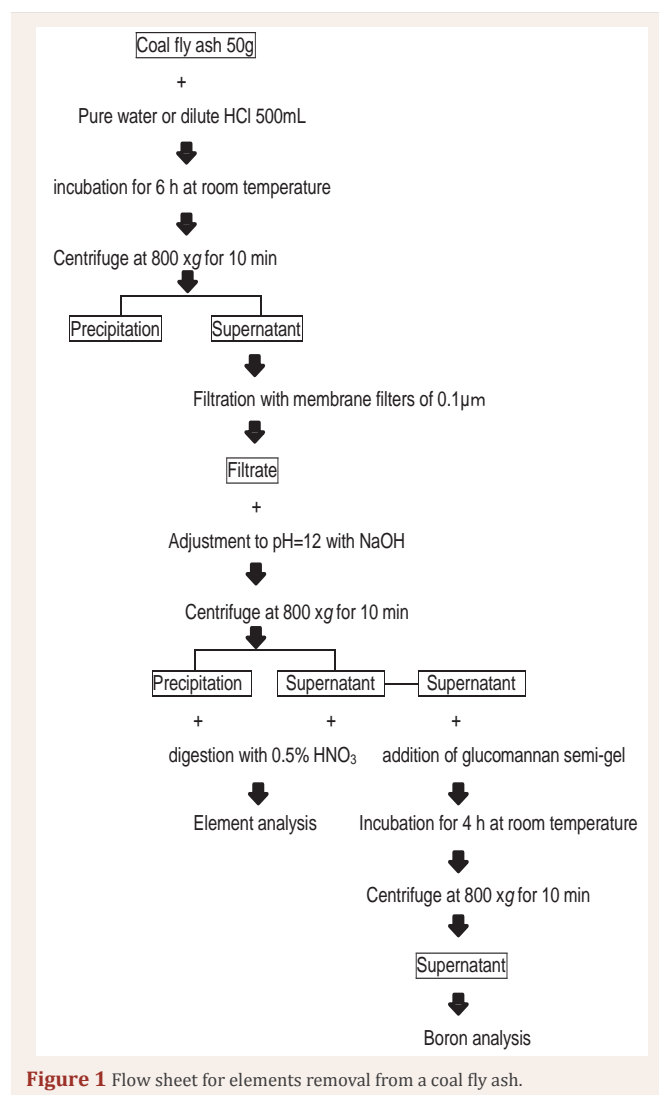 Coal fly ash 50g
+
Pure water or dilute HCl 500mL
incubation for 6 h at room temperature
Centrifuge at 800 xg for 10 min
Precipitation Supernatant
Filtration with membrane filters of 0.1µm
Filtrate
+
Adjustment to pH=12 with NaOH
Centrifuge at 800 xg for 10 min
Precipitation Supernatant Supernatant
+ + +
digestion with 0.5% HNO₃ addition of glucomannan semi-gel
Element analysis Incubation for 4 h at room temperature
Centrifuge at 800 xg for 10 min
Supernatant
Boron analysis
Figure 1 Flow sheet for elements removal from a coal fly ash.